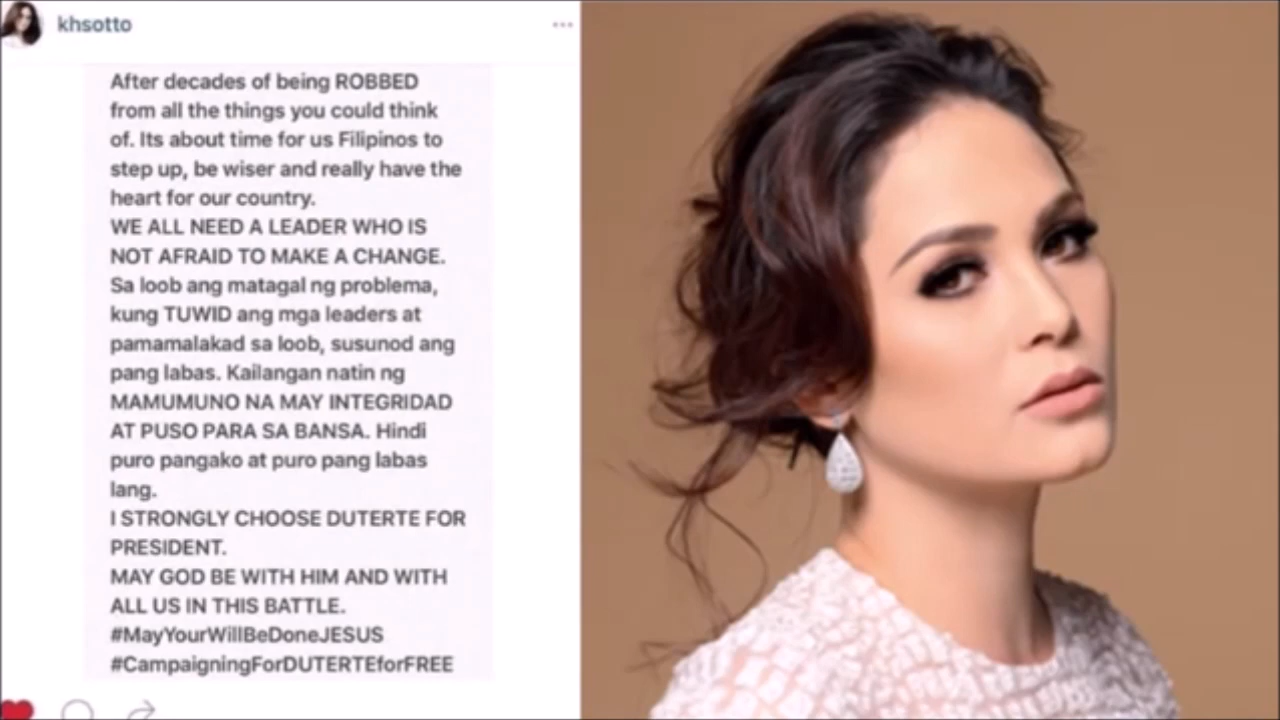 khsotto
After decades of being ROBBED
from all the things you could think
of. Its about time for us Filipinos to
step up, be wiser and really have the
heart for our country.
WE ALL NEED A LEADER WHO IS
NOT AFRAID TO MAKE A CHANGE.
Sa loob ang matagal ng problema,
kung TUWID ang mga leaders at
pamamalakad sa loob, susunod ang
pang labas. Kailangan natin ng
MAMUMUNO NA MAY INTEGRIDAD
AT PUSO PARA SA BANSA. Hindi
puro pangako at puro pang labas
lang.
I STRONGLY CHOOSE DUTERTE FOR
PRESIDENT.
MAY GOD BE WITH HIM AND WITH
ALL US IN THIS BATTLE.
#MayYourWillBeDoneJESUS
#CampaigningForDUTERTEforFREE